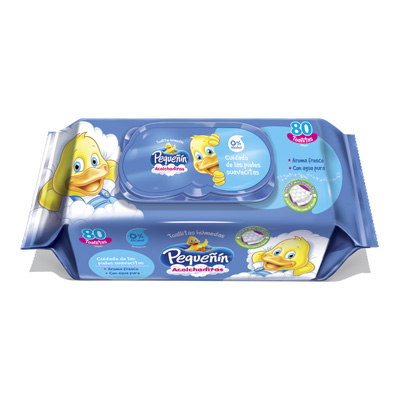 Pequeñín
Acolchaditas
0%
Cuidado de las
pieles
suavecitas
80
Toallitas
• Aroma fresco
• Con agua pura
Toallitas húmedas
Pequeñín
Acolchaditas
80
Toallitas
0%
Cuidado de las
pieles suavecitas
• Aroma fresco
• Con agua pura